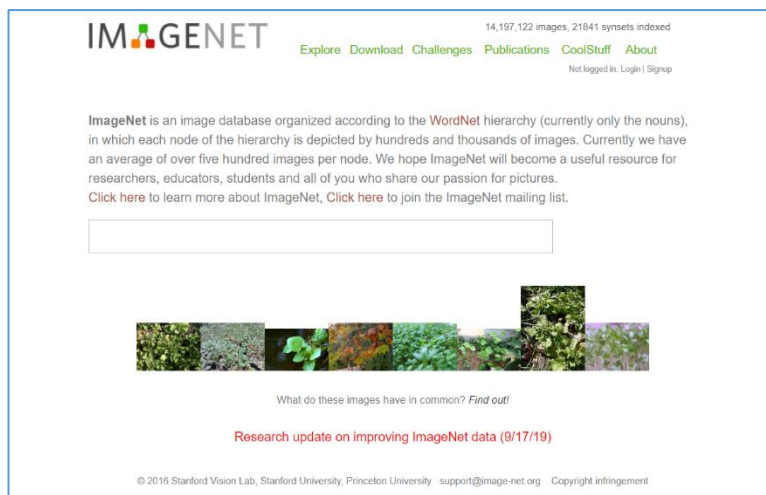 IMAGENET
14,197,122 images, 21841 synsets indexed
Explore Download Challenges Publications CoolStuff About
Not logged in. Login | Signup
ImageNet is an image database organized according to the WordNet hierarchy (currently only the nouns),
in which each node of the hierarchy is depicted by hundreds and thousands of images. Currently we have
an average of over five hundred images per node. We hope ImageNet will become a useful resource for
researchers, educators, students and all of you who share our passion for pictures.
Click here to learn more about ImageNet, Click here to join the ImageNet mailing list.
What do these images have in common? Find out!
Research update on improving ImageNet data (9/17/19)
© 2016 Stanford Vision Lab, Stanford University, Princeton University support@image-net.org Copyright infringement